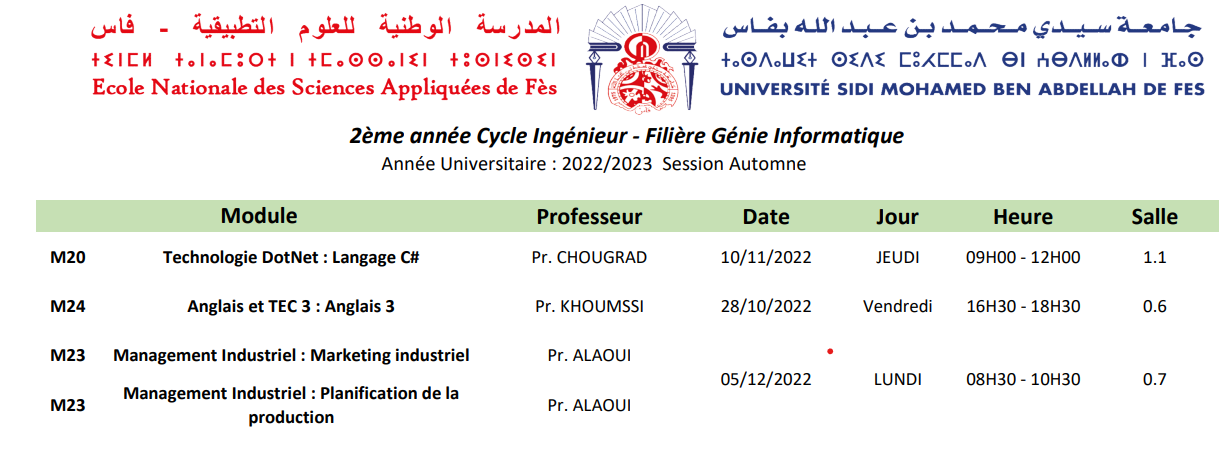 المدرسة الوطنية للعلوم التطبيقية - فاس
ⵜⵉⵏⵎⵍ ⵜⴰⵏⴰⵎⵓⵔⵜ ⵏ ⵜⵎⴰⵙⵙⴰⵏⵉⵏ ⵜⵓⵙⵏⵉⵙⵉⵏ
Ecole Nationale des Sciences Appliquées de Fès
جامعة سيدي محمد بن عبد الله بفاس
ⵜⴰⵙⴷⴰⵡⵉⵜ ⵙⵉⴷⵉ ⵎⵓⵃⵎⵎⴰⴷ ⴱⵏ ⵄⴱⴷⵍⵍⴰⵀ ⵏ ⴼⴰⵙ
UNIVERSITÉ SIDI MOHAMED BEN ABDELLAH DE FES
2ème année Cycle Ingénieur - Filière Génie Informatique
Année Universitaire : 2022/2023 Session Automne
Module Professeur Date Jour Heure Salle
M20 Technologie DotNet : Langage C# Pr. CHOUGRAD 10/11/2022 JEUDI 09H00 - 12H00 1.1
M24 Anglais et TEC 3 : Anglais 3 Pr. KHOUMSSI 28/10/2022 Vendredi 16H30 - 18H30 0.6
M23 Management Industriel : Marketing industriel Pr. ALAOUI
05/12/2022 LUNDI 08H30 - 10H30 0.7
M23 Management Industriel : Planification de la
production Pr. ALAOUI